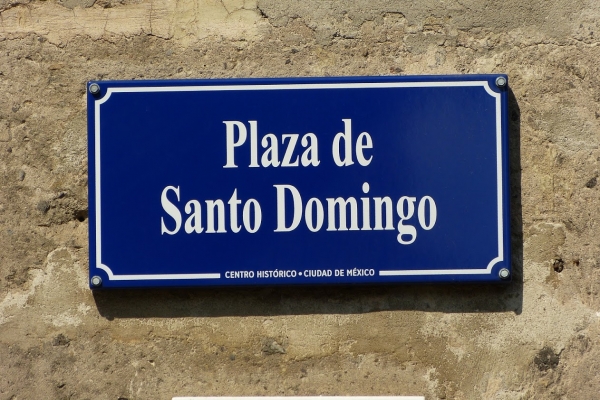 Plaza de
Santo Domingo
CENTRO HISTÓRICO • CIUDAD DE MÉXICO